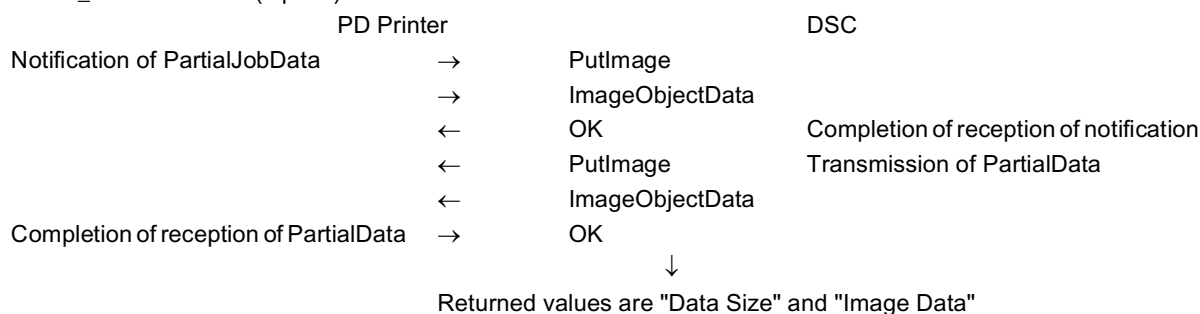 PD Printer DSC
Notification of PartialJobData → PutImage
→ ImageObjectData
← OK Completion of reception of notification
← PutImage Transmission of PartialData
← ImageObjectData
Completion of reception of PartialData → OK
↓
Returned values are "Data Size" and "Image Data"